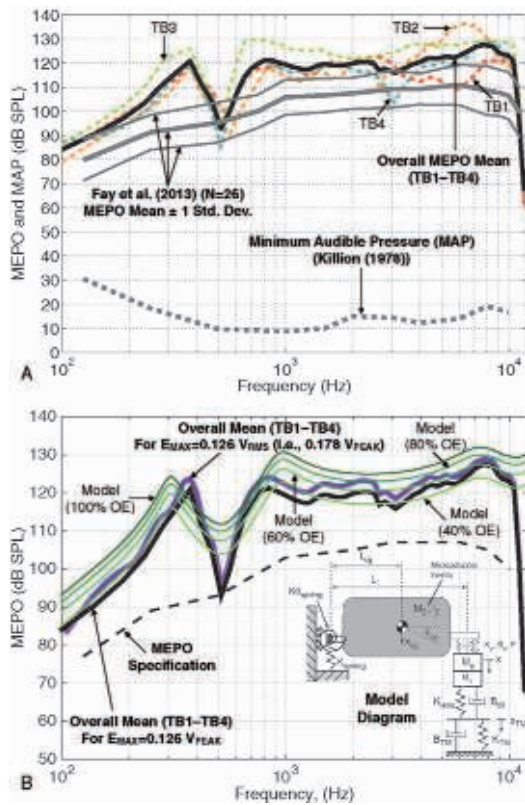 140
130
120
110
100
90
80
70
60
50
40
30
20
10
0
MEPO and MAP (dB SPL)
TB3
TB2
TB1
TB4
Overall MEPO Mean
(TB1–TB4)
Fay et al. (2013) (N=26)
MEPO Mean ± 1 Std. Dev.
Minimum Audible Pressure (MAP)
(Killion (1978))
A
10² 10³ 10⁴
Frequency (Hz)
140
130
120
110
100
90
80
70
60
50
MEPO (dB SPL)
Overall Mean (TB1–TB4)
For EMAX=0.126 VRMS (i.e., 0.178 VPEAK)
Model
(80% OE)
Model
(100% OE)
Model
(60% OE)
Model
(40% OE)
MEPO
Specification
Overall Mean (TB1–TB4)
For EMAX=0.126 VPEAK
Model
Diagram
B
10² 10³ 10⁴
Frequency, (Hz)